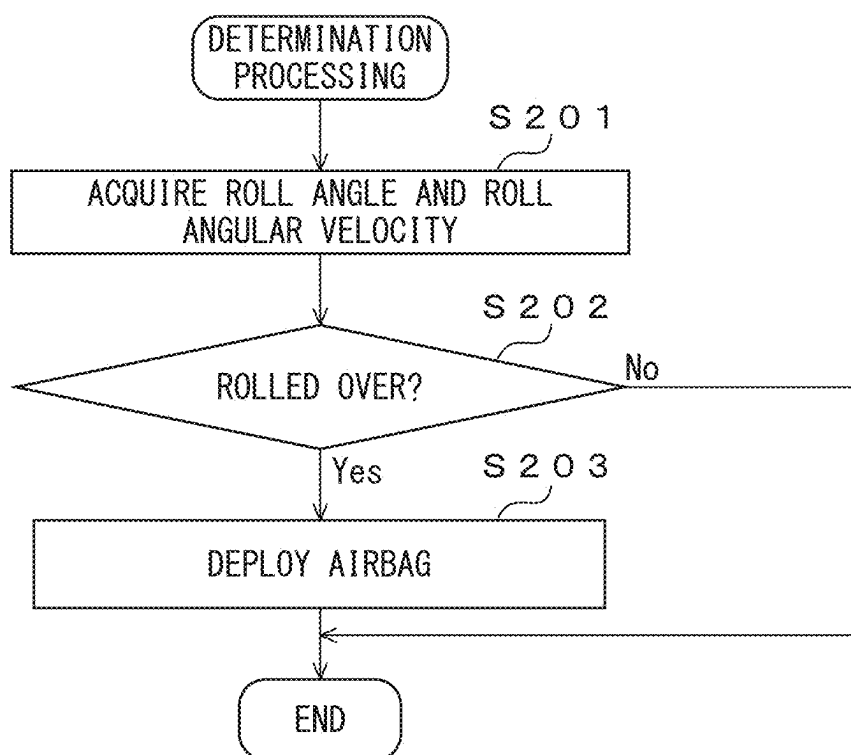 DETERMINATION
PROCESSING
S201
ACQUIRE ROLL ANGLE AND ROLL
ANGULAR VELOCITY
S202
ROLLED OVER?
No
Yes
S203
DEPLOY AIRBAG
END